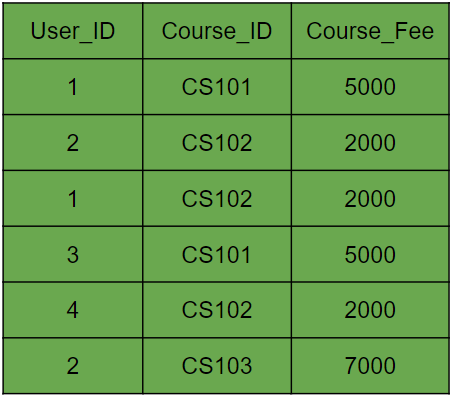 User_ID Course_ID Course_Fee
1 CS101 5000
2 CS102 2000
1 CS102 2000
3 CS101 5000
4 CS102 2000
2 CS103 7000